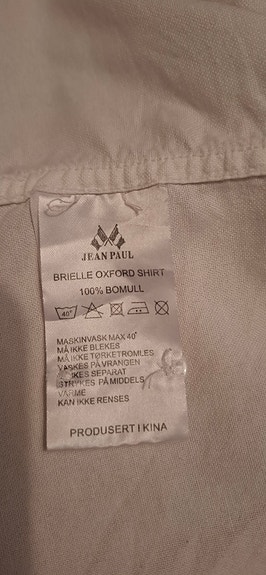 JEAN PAUL
BRIELLE OXFORD SHIRT
100% BOMULL
40°
MASKINVASK MAX 40°
MÅ IKKE BLEKES
MÅ IKKE TØRKETROMLES
VASKES PÅ VRANGEN
SEPARAT
STRYKES PÅ MIDDELS
VARME
KAN IKKE RENSES
PRODUSERT I KINA